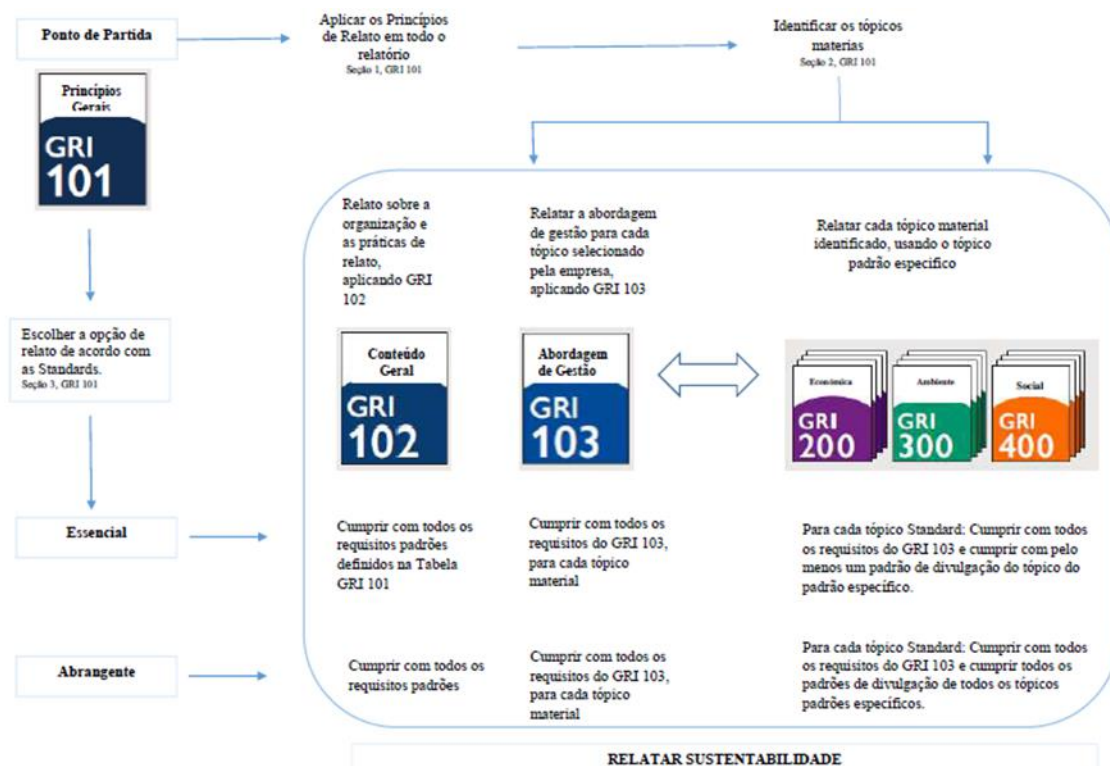 Ponto de Partida
Aplicar os Princípios
de Relato em todo o
relatório
Seção 1, GRI 101
Identificar os tópicos
materias
Seção 2, GRI 101
Princípios
Gerais
GRI
101
Relato sobre a
organização e
as práticas de
relato,
aplicando GRI
102
Relatar a abordagem
de gestão para cada
tópico selecionado
pela empresa,
aplicando GRI 103
Relatar cada tópico material
identificado, usando o tópico
padrão específico
Escolher a opção de
relato de acordo com
as Standards.
Seção 3, GRI 101
Conteúdo
Geral
GRI
102
Abordagem
de Gestão
GRI
103
Econômica
GRI
200
Ambiente
GRI
300
Social
GRI
400
Essencial
Cumprir com todos os
requisitos padrões
definidos na Tabela
GRI 101
Cumprir com todos os
requisitos do GRI 103,
para cada tópico
material
Para cada tópico Standard: Cumprir com todos
os requisitos do GRI 103 e cumprir com pelo
menos um padrão de divulgação do tópico do
padrão específico.
Abrangente
Cumprir com todos os
requisitos padrões
Cumprir com todos os
requisitos do GRI 103,
para cada tópico
material
Para cada tópico Standard: Cumprir com todos
os requisitos do GRI 103 e cumprir todos os
padrões de divulgação de todos os tópicos
padrões específicos.
RELATAR SUSTENTABILIDADE